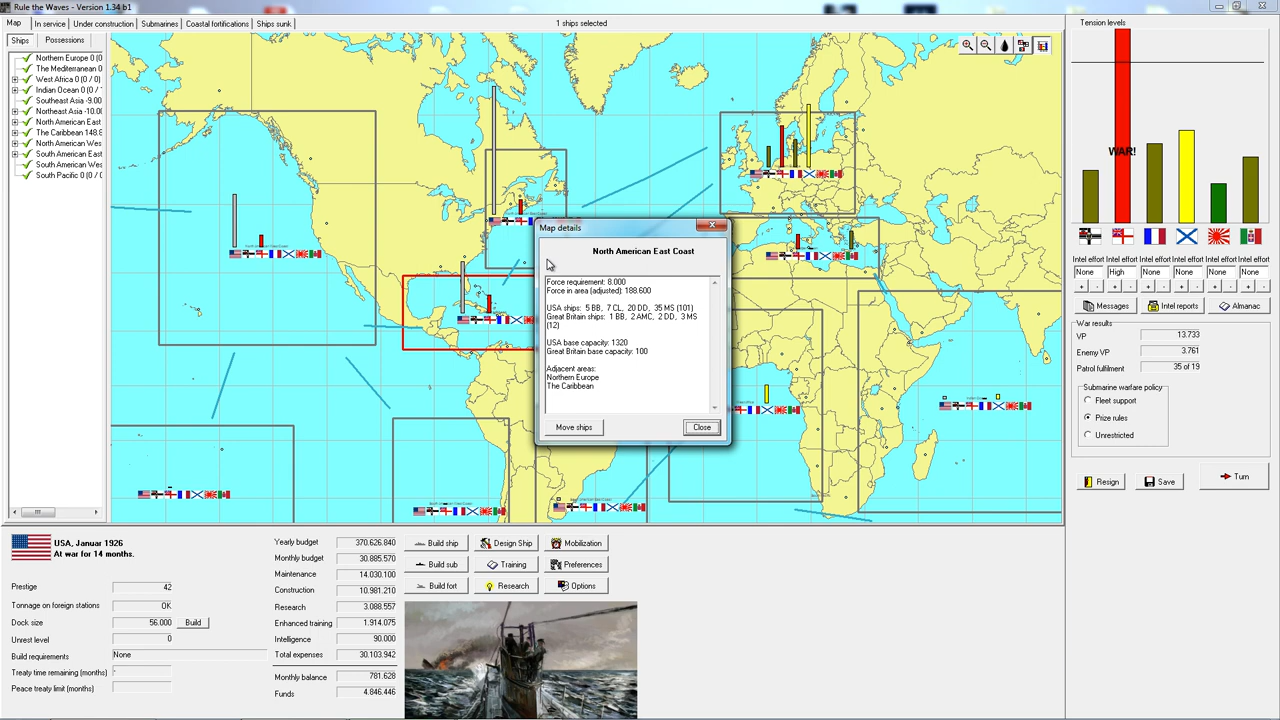 Rule the Waves - Version 1.34 b1
Map
In service
Under construction
Submarines
Coastal fortifications
Ships sunk
1 ships selected
Ships
Possessions
Northern Europe 0 (0
The Mediterranean 0
West Africa 0 (0 / 0)
Indian Ocean 0 (0 /
Southeast Asia -9.00
Northeast Asia -10.00
North American East
The Caribbean 148.8
North American Wes
South American East
South American Wes
South Pacific 0 (0 / 0
Map details
North American East Coast
Force requirement: 8.000
Force in area (adjusted): 188.600
USA ships: 5 BB, 7 CL, 20 DD, 35 MS (101)
Great Britain ships: 1 BB, 2 AMC, 2 DD, 3 MS
(12)
USA base capacity: 1320
Great Britain base capacity: 100
Adjacent areas:
Northern Europe
The Caribbean
Move ships
Close
Tension levels
WAR!
Intel effort
Intel effort
Intel effort
Intel effort
Intel effort
Intel effort
None
High
None
None
None
None
+ - + - + - + - + - + -
Messages
Intel reports
Almanac
War results
VP 13.733
Enemy VP 3.761
Patrol fulfilment 35 of 19
Submarine warfare policy
Fleet support
Prize rules
Unrestricted
Resign
Save
Turn
USA, Januar 1926
At war for 14 months.
Prestige 42
Tonnage on foreign stations OK
Dock size 56.000 Build
Unrest level 0
Build requirements None
Treaty time remaining (months) -
Peace treaty limit (months)
Yearly budget 370.626.840
Monthly budget 30.885.570
Maintenance 14.030.100
Construction 10.981.210
Research 3.088.557
Enhanced training 1.914.075
Intelligence 90.000
Total expenses 30.103.942
Monthly balance 781.628
Funds 4.846.446
Build ship
Design Ship
Mobilization
Build sub
Training
Preferences
Build fort
Research
Options